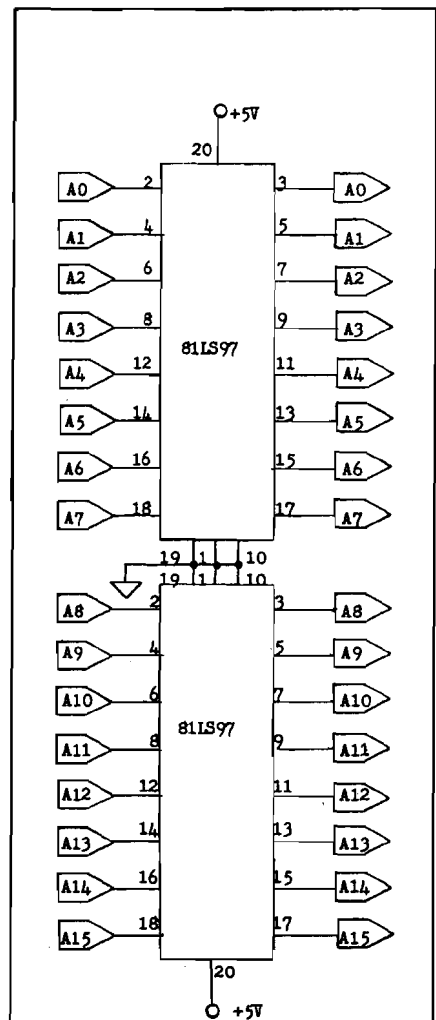 +5V
20
A0 2 3 A0
A1 4 5 A1
A2 6 7 A2
A3 8 9 A3
81LS97
A4 12 11 A4
A5 14 13 A5
A6 16 15 A6
A7 18 17 A7
19 1 10
19 1 10
A8 2 3 A8
A9 4 5 A9
A10 6 7 A10
81LS97
A11 8 9 A11
A12 12 11 A12
A13 14 13 A13
A14 16 15 A14
A15 18 17 A15
20
+5V